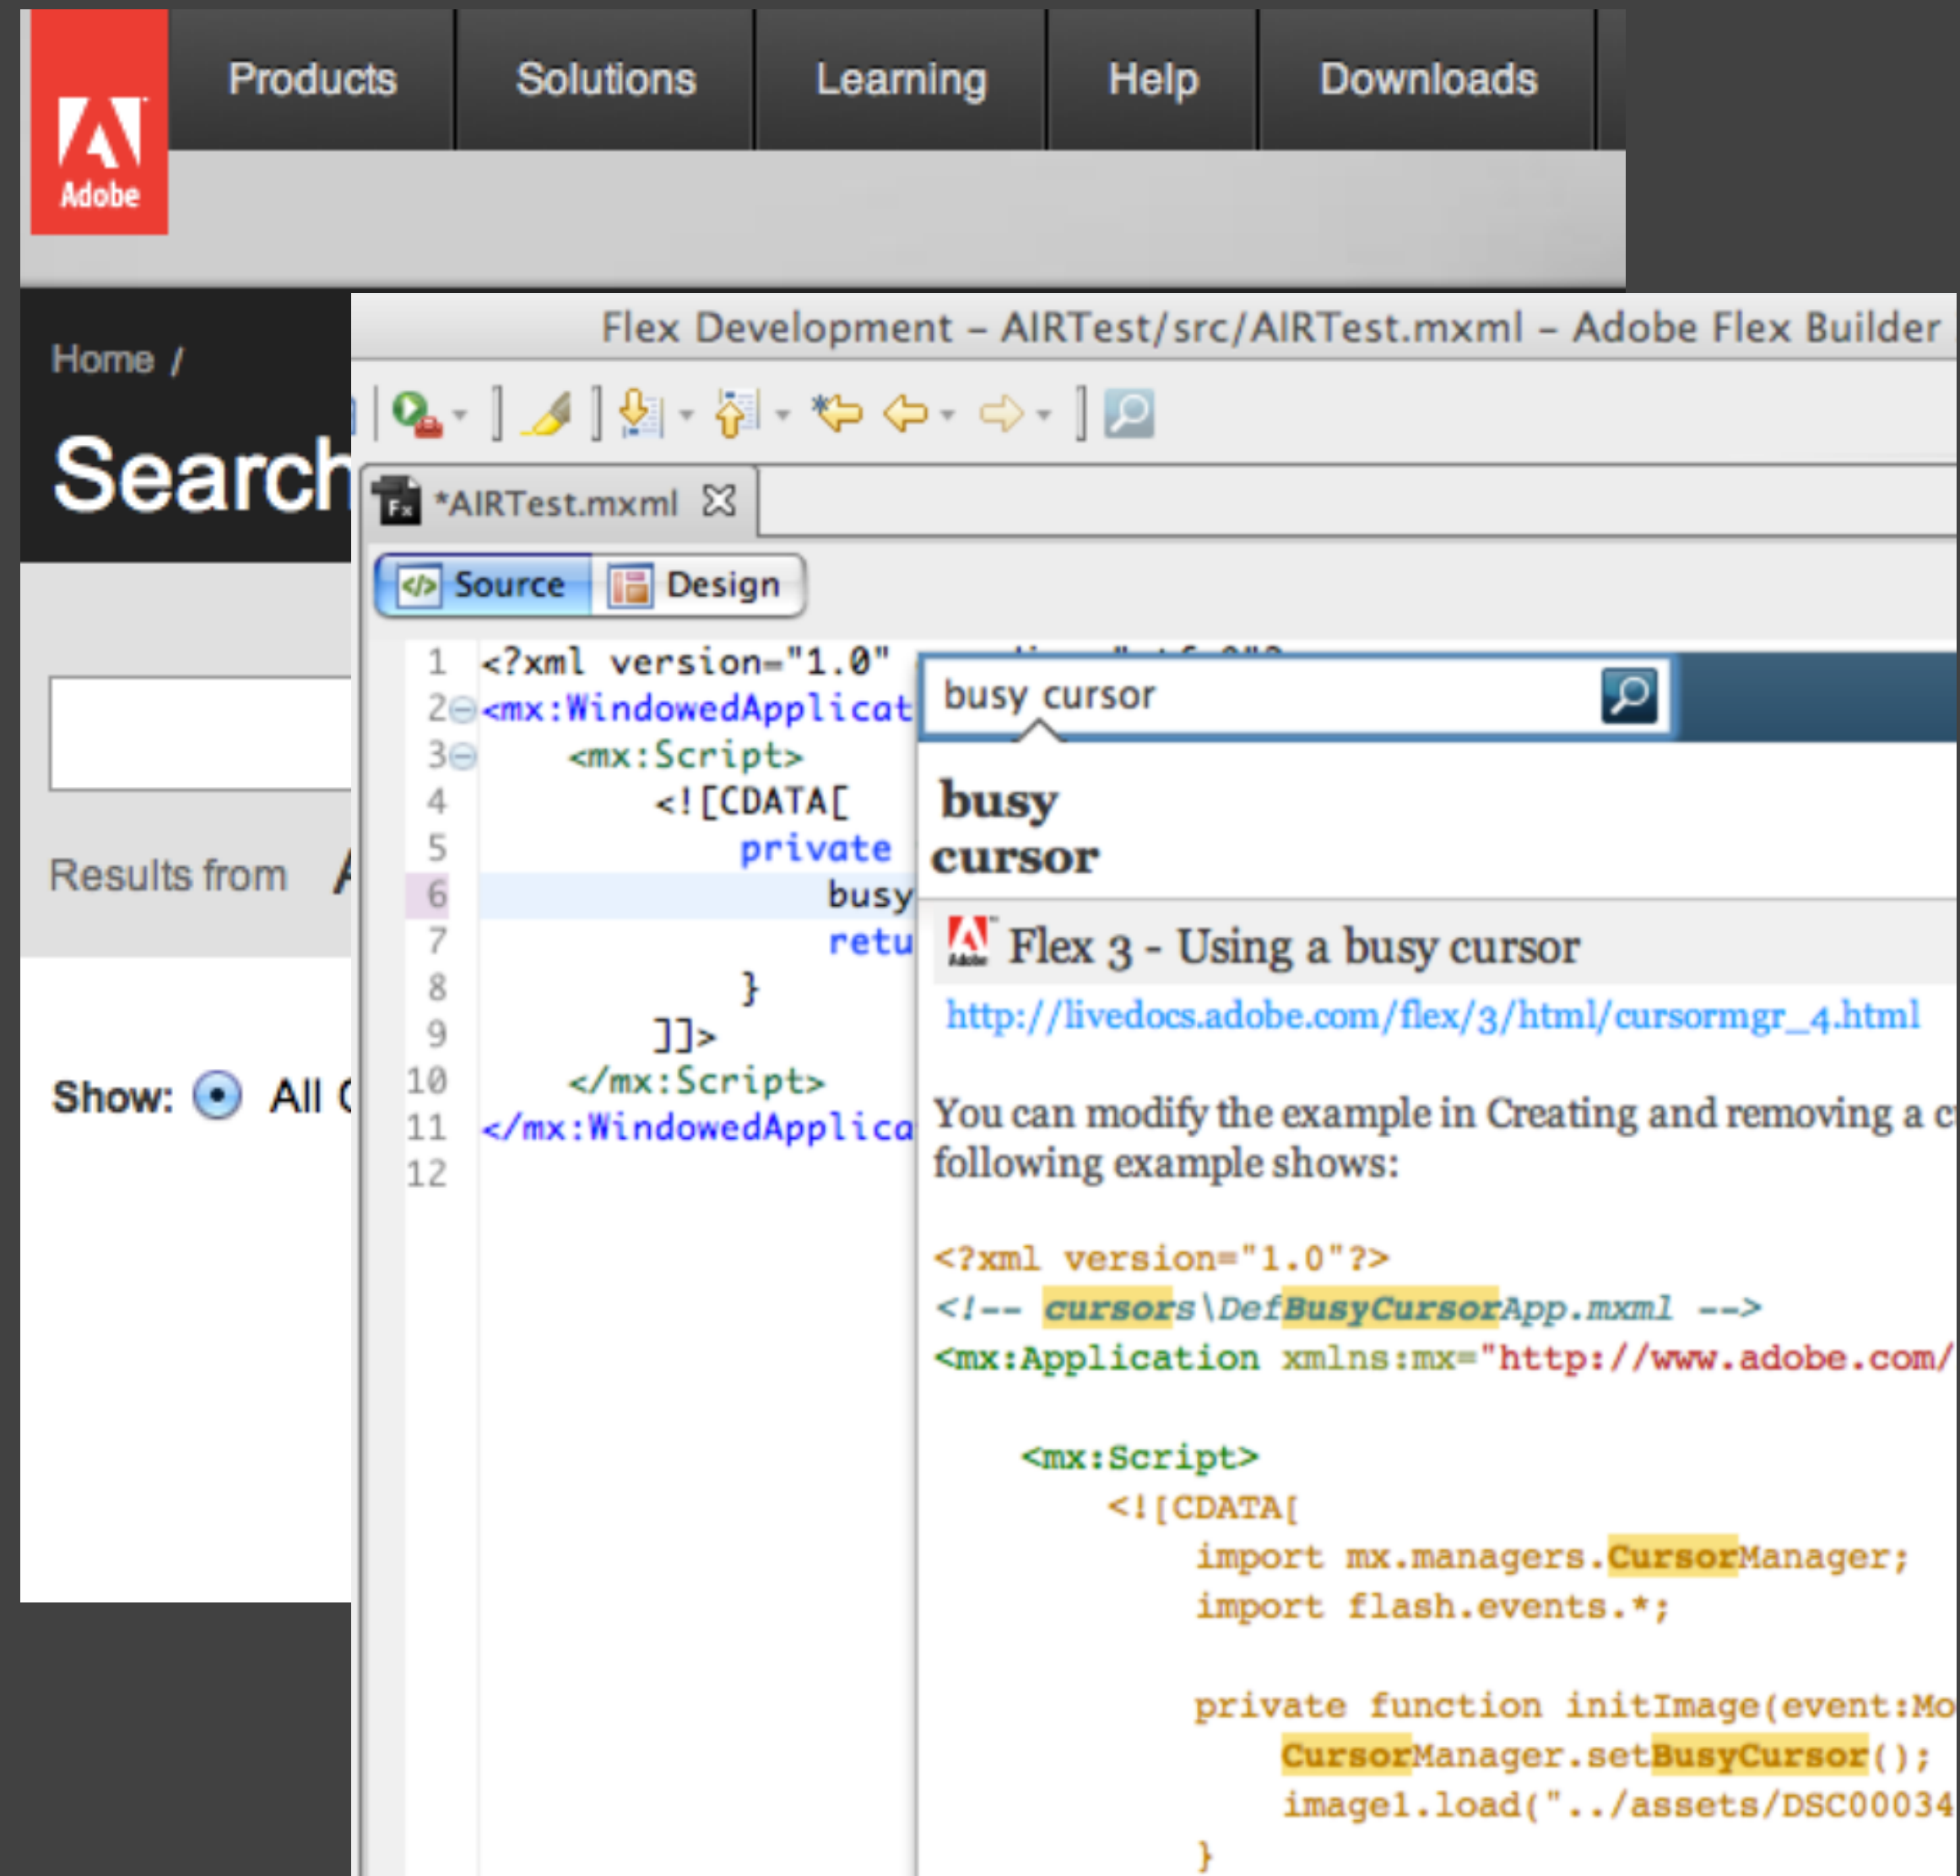 Products Solutions Learning Help Downloads
Adobe
Home /
Search
Results from
Show: All
Flex Development – AIRTest/src/AIRTest.mxml – Adobe Flex Builder
Fx *AIRTest.mxml
</> Source Design
1 <?xml version="1.0"
2 <mx:WindowedApplicat
3 <mx:Script>
4 <![CDATA[
5 private
6 busy
7 retu
8 }
9 ]]>
10 </mx:Script>
11 </mx:WindowedApplica
12
busy cursor
busy
cursor
Adobe Flex 3 - Using a busy cursor
http://livedocs.adobe.com/flex/3/html/cursormgr_4.html
You can modify the example in Creating and removing a c
following example shows:
<?xml version="1.0"?>
<!-- cursors\DefBusyCursorApp.mxml -->
<mx:Application xmlns:mx="http://www.adobe.com/
<mx:Script>
<![CDATA[
import mx.managers.CursorManager;
import flash.events.*;
private function initImage(event:Mo
CursorManager.setBusyCursor();
image1.load("../assets/DSC00034
}